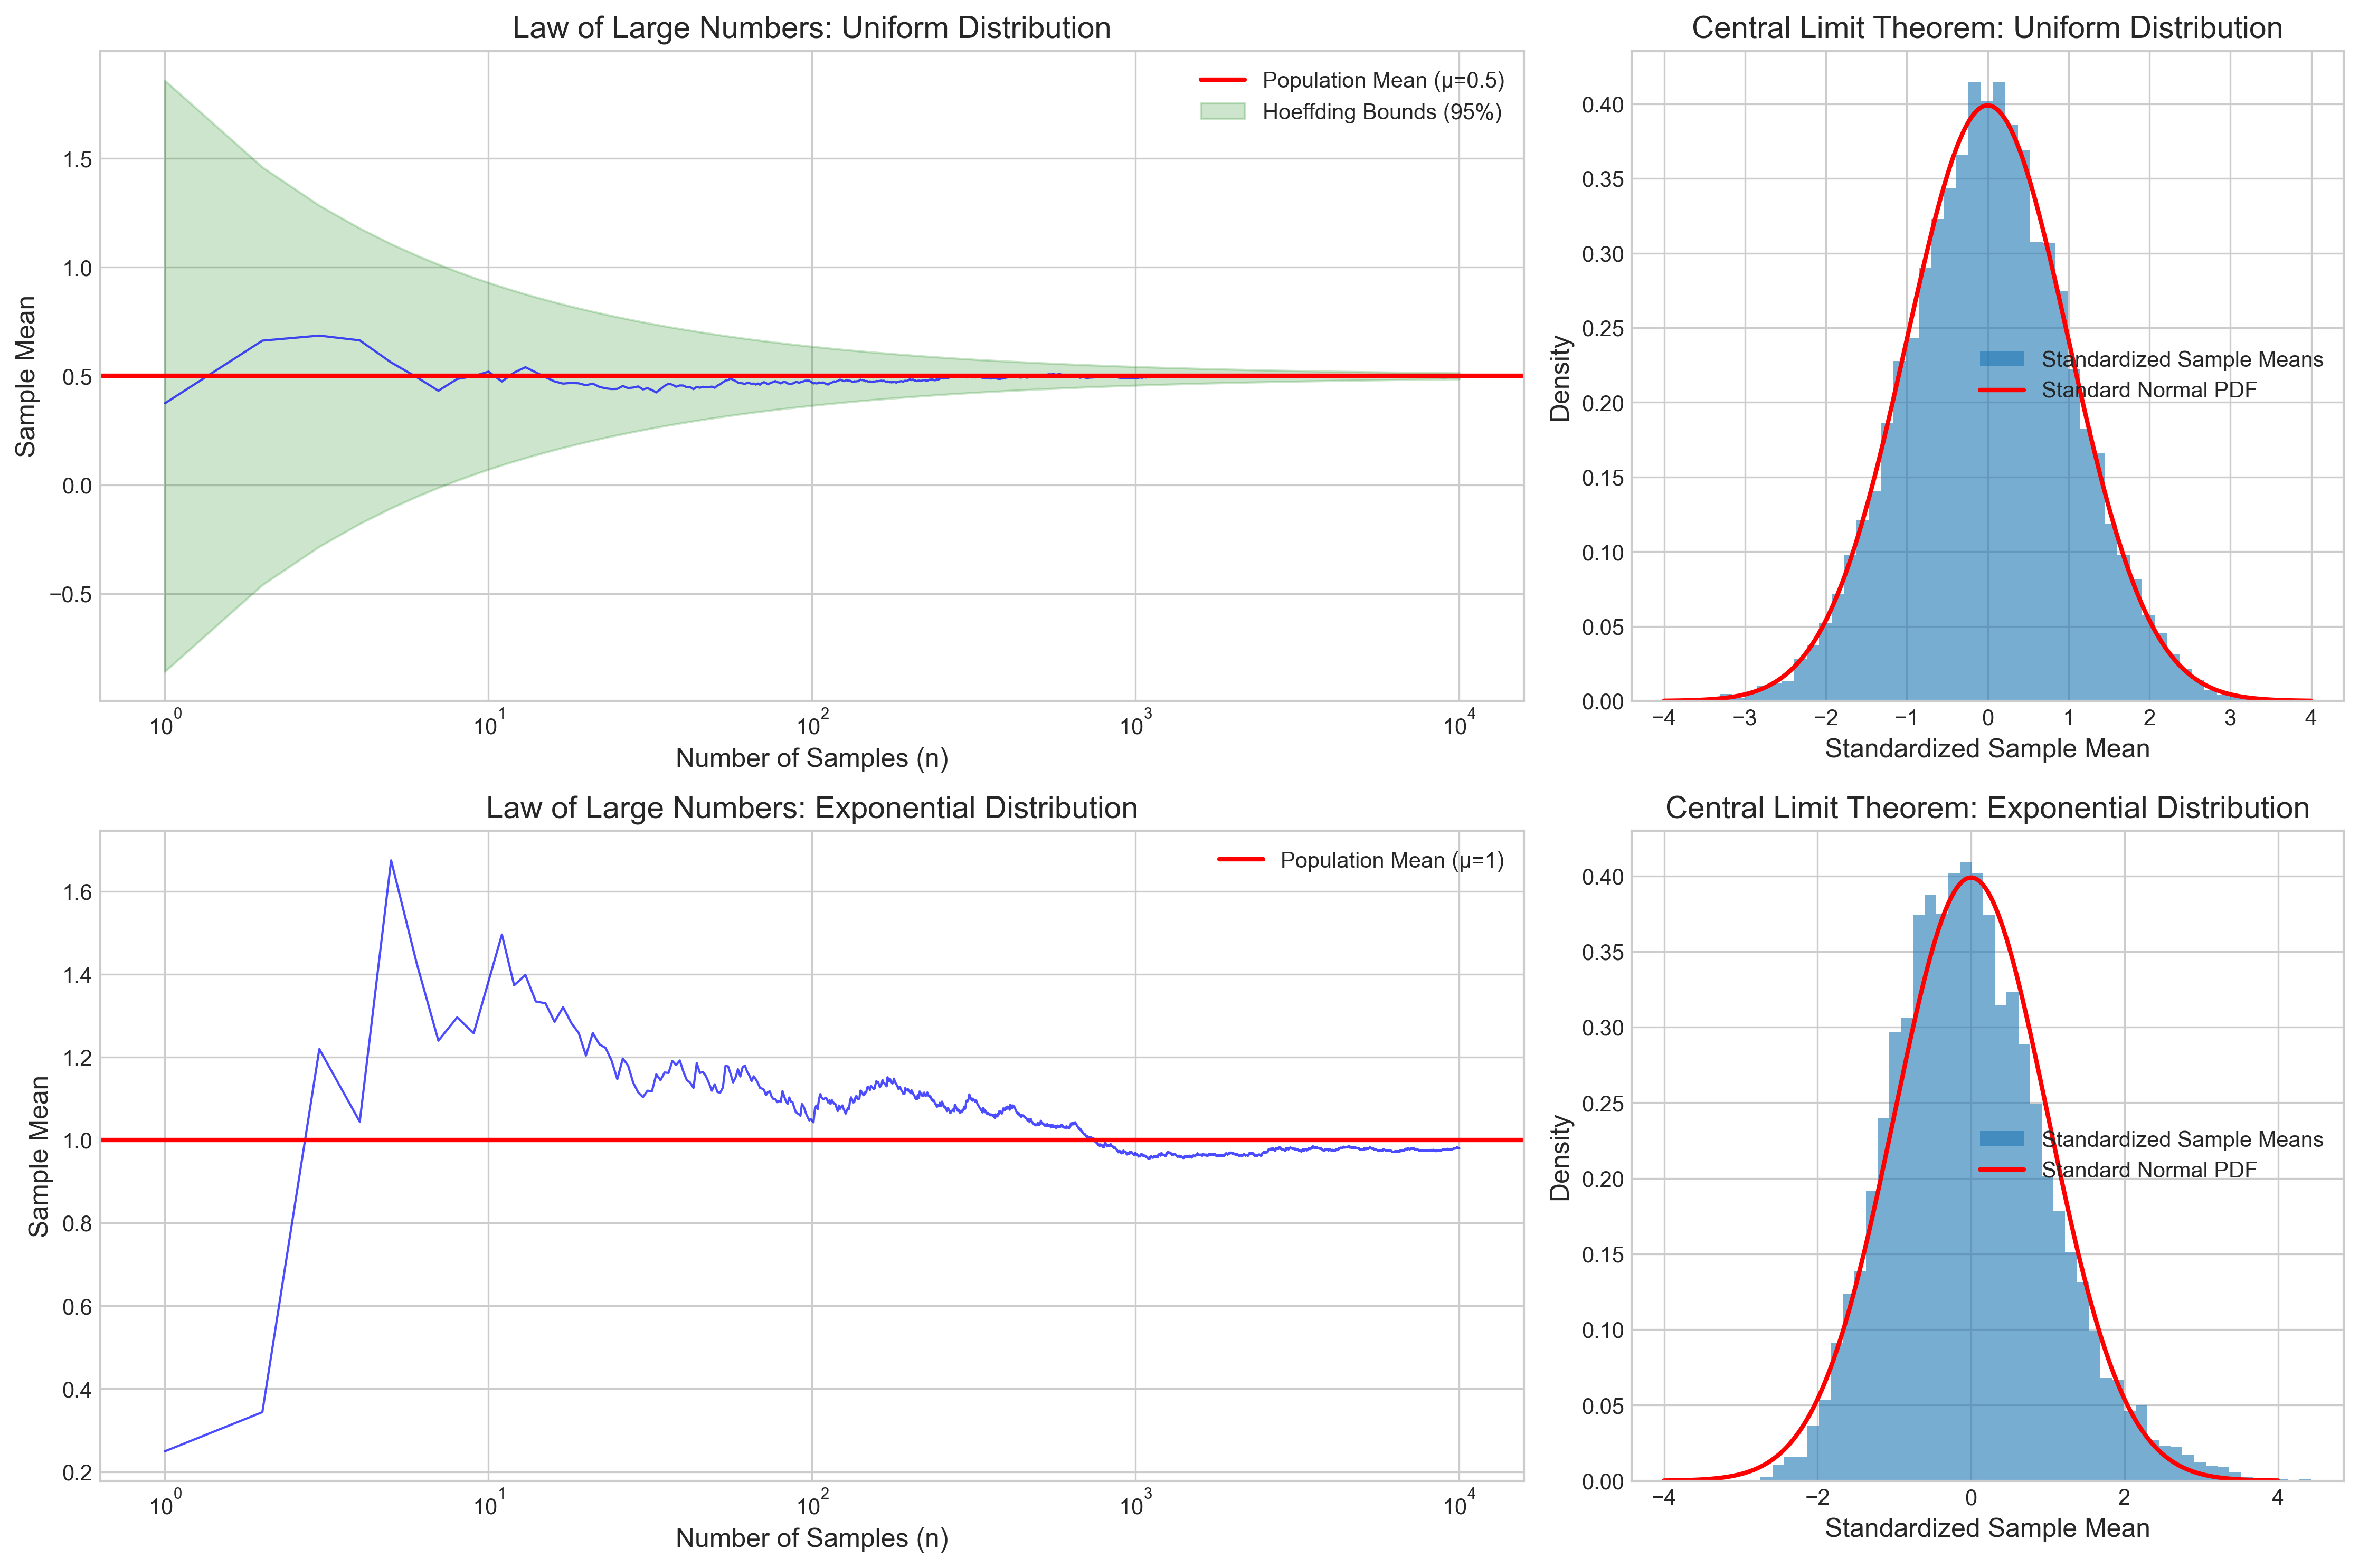 Law of Large Numbers: Uniform Distribution
Population Mean (μ=0.5)
Hoeffding Bounds (95%)
Sample Mean
1.5
1.0
0.5
0.0
−0.5
10^0 10^1 10^2 10^3 10^4
Number of Samples (n)
Central Limit Theorem: Uniform Distribution
Standardized Sample Means
Standard Normal PDF
Density
0.40
0.35
0.30
0.25
0.20
0.15
0.10
0.05
0.00
−4 −3 −2 −1 0 1 2 3 4
Standardized Sample Mean
Law of Large Numbers: Exponential Distribution
Population Mean (μ=1)
Sample Mean
1.6
1.4
1.2
1.0
0.8
0.6
0.4
0.2
10^0 10^1 10^2 10^3 10^4
Number of Samples (n)
Central Limit Theorem: Exponential Distribution
Standardized Sample Means
Standard Normal PDF
Density
0.40
0.35
0.30
0.25
0.20
0.15
0.10
0.05
0.00
−4 −2 0 2 4
Standardized Sample Mean